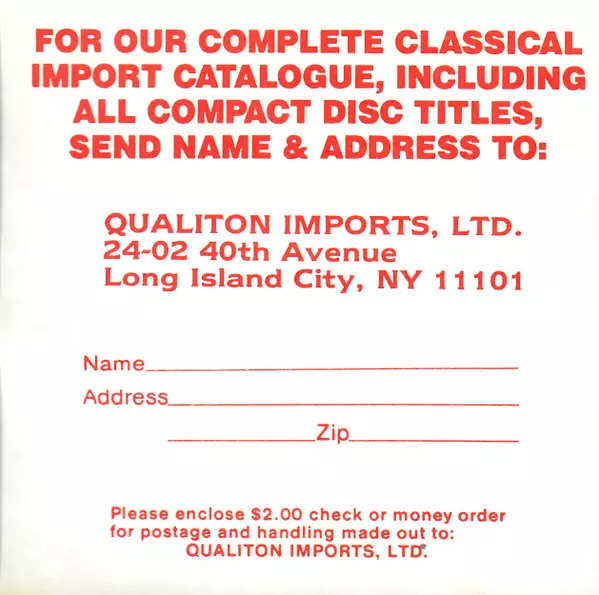 FOR OUR COMPLETE CLASSICAL
IMPORT CATALOGUE, INCLUDING
ALL COMPACT DISC TITLES,
SEND NAME & ADDRESS TO:
QUALITON IMPORTS, LTD.
24-02 40th Avenue
Long Island City, NY 11101
Name
Address
Zip
Please enclose $2.00 check or money order
for postage and handling made out to:
QUALITON IMPORTS, LTD.